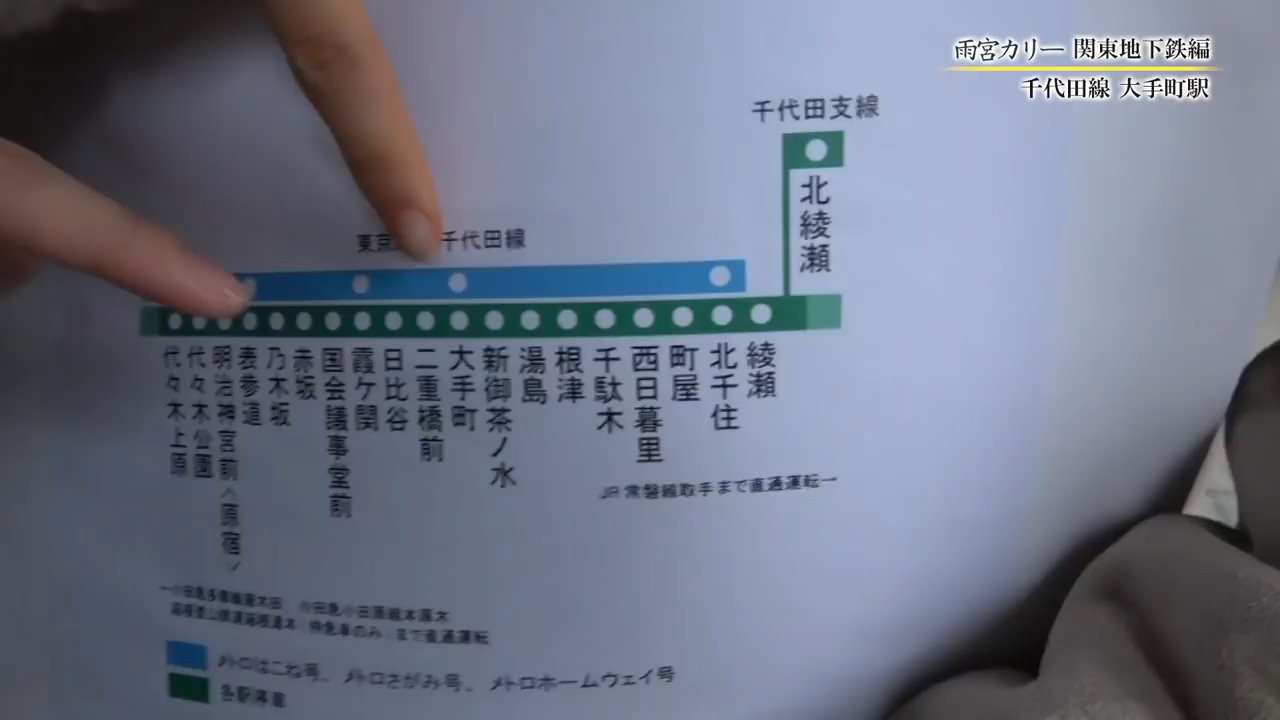 雨宮カリー 関東地下鉄編
千代田線 大手町駅
千代田支線
北綾瀬
千代田線
代々木上原
代々木公園
明治神宮前〈原宿〉
表参道
乃木坂
赤坂
国会議事堂前
霞ケ関
日比谷
二重橋前
大手町
新御茶ノ水
湯島
根津
千駄木
西日暮里
町屋
北千住
綾瀬
JR 常磐線取手まで直通運転→
メトロはこね号、メトロさがみ号、メトロホームウェイ号
各駅停車